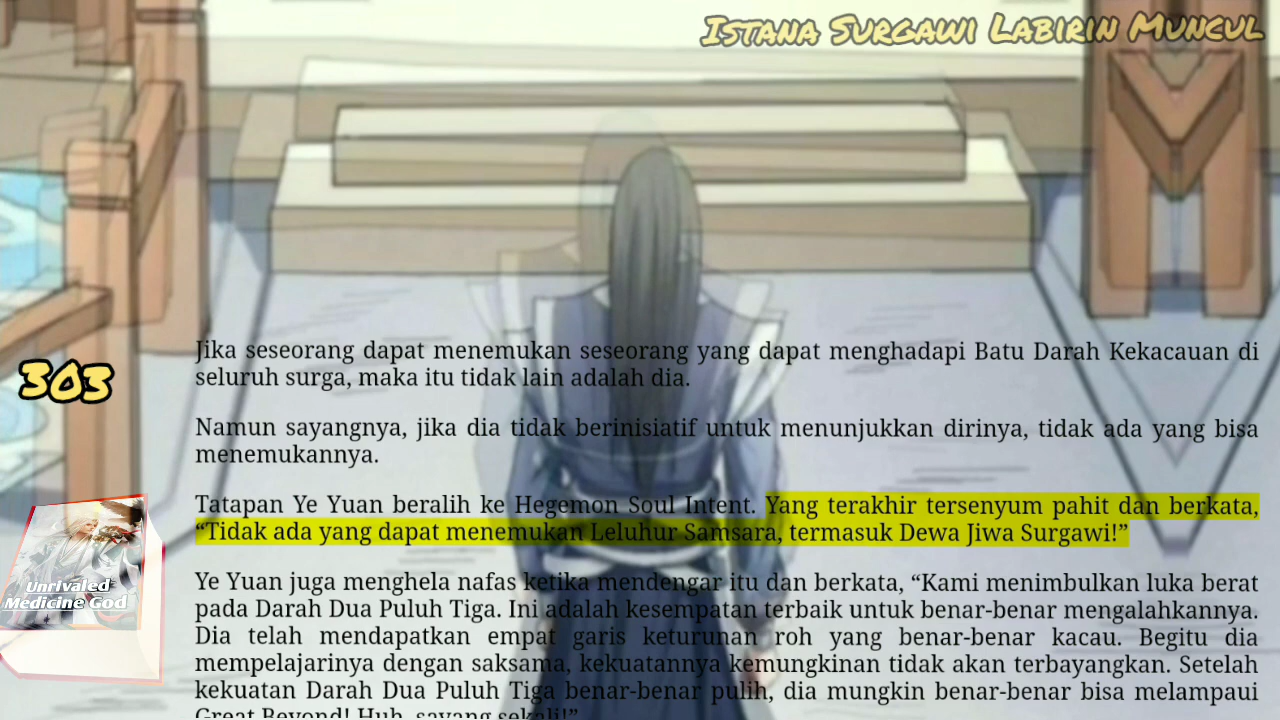 Istana Surgawi Labirin Muncul
Jika seseorang dapat menemukan seseorang yang dapat menghadapi Batu Darah Kekacauan di
seluruh surga, maka itu tidak lain adalah dia.
303
Namun sayangnya, jika dia tidak berinisiatif untuk menunjukkan dirinya, tidak ada yang bisa
menemukannya.
Tatapan Ye Yuan beralih ke Hegemon Soul Intent. Yang terakhir tersenyum pahit dan berkata,
“Tidak ada yang dapat menemukan Leluhur Samsara, termasuk Dewa Jiwa Surgawi!”
Unrivaled
Medicine God
Ye Yuan juga menghela nafas ketika mendengar itu dan berkata, “Kami menimbulkan luka berat
pada Darah Dua Puluh Tiga. Ini adalah kesempatan terbaik untuk benar-benar mengalahkannya.
Dia telah mendapatkan empat garis keturunan roh yang benar-benar kacau. Begitu dia
mempelajarinya dengan saksama, kekuatannya kemungkinan tidak akan terbayangkan. Setelah
kekuatan Darah Dua Puluh Tiga benar-benar pulih, dia mungkin benar-benar bisa melampaui
Great Beyond! Huh, sayang sekali!”